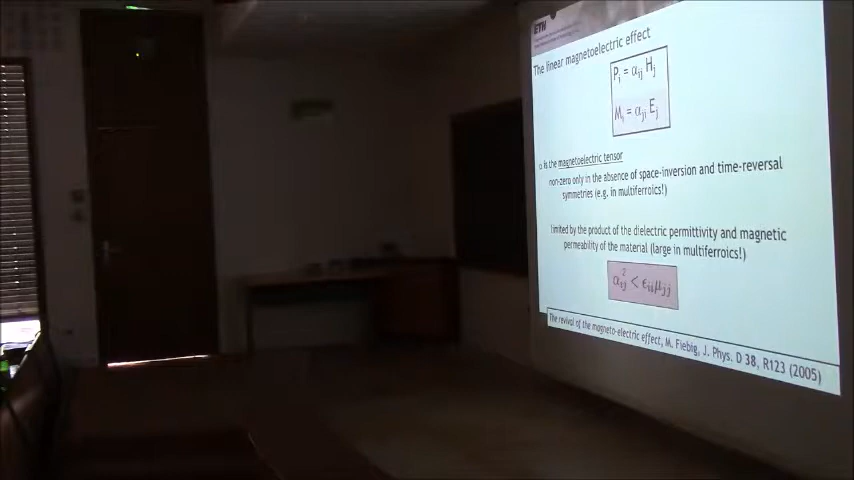 ETH
The linear magnetoelectric effect
Pi = αij Hj
Mi = αji Ej
α is the magnetoelectric tensor
non-zero only in the absence of space-inversion and time-reversal
symmetries (e.g. in multiferroics!)
limited by the product of the dielectric permittivity and magnetic
permeability of the material (large in multiferroics!)
αij² < ϵii μjj
The revival of the magneto-electric effect, M. Fiebig, J. Phys. D 38, R123 (2005)